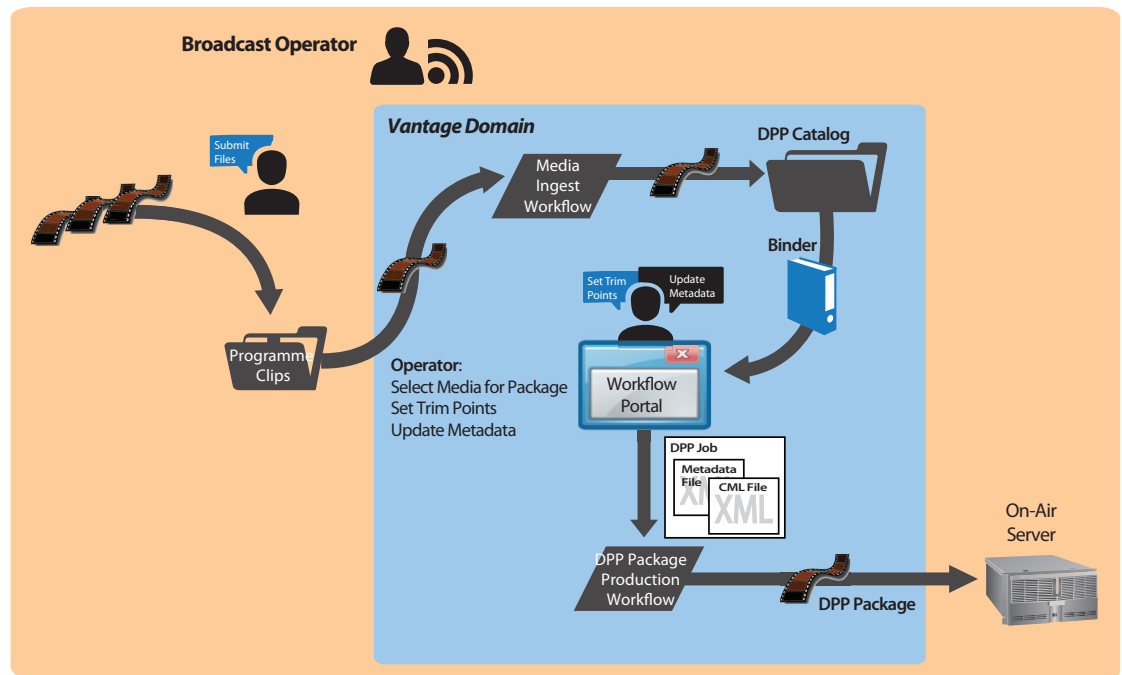 Broadcast Operator
Vantage Domain
Submit
Files
Media
Ingest
Workflow
DPP Catalog
Binder
Set Trim
Points
Update
Metadata
Programme
Clips
Operator:
Select Media for Package
Set Trim Points
Update Metadata
Workflow
Portal
DPP Job
Metadata
File
XML
CML File
XML
On-Air
Server
DPP Package
Production
Workflow
DPP Package